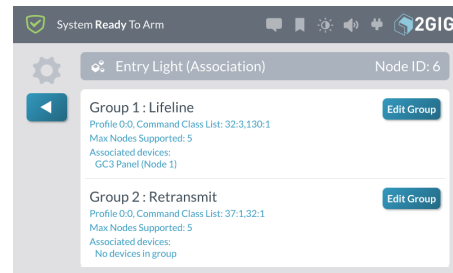 System Ready To Arm
2GIG
Entry Light (Association)
Node ID: 6
Group 1 : Lifeline
Edit Group
Profile 0:0, Command Class List: 32:3,130:1
Max Nodes Supported: 5
Associated devices:
GC3 Panel (Node 1)
Group 2 : Retransmit
Edit Group
Profile 0:0, Command Class List: 37:1,32:1
Max Nodes Supported: 5
Associated devices:
No devices in group